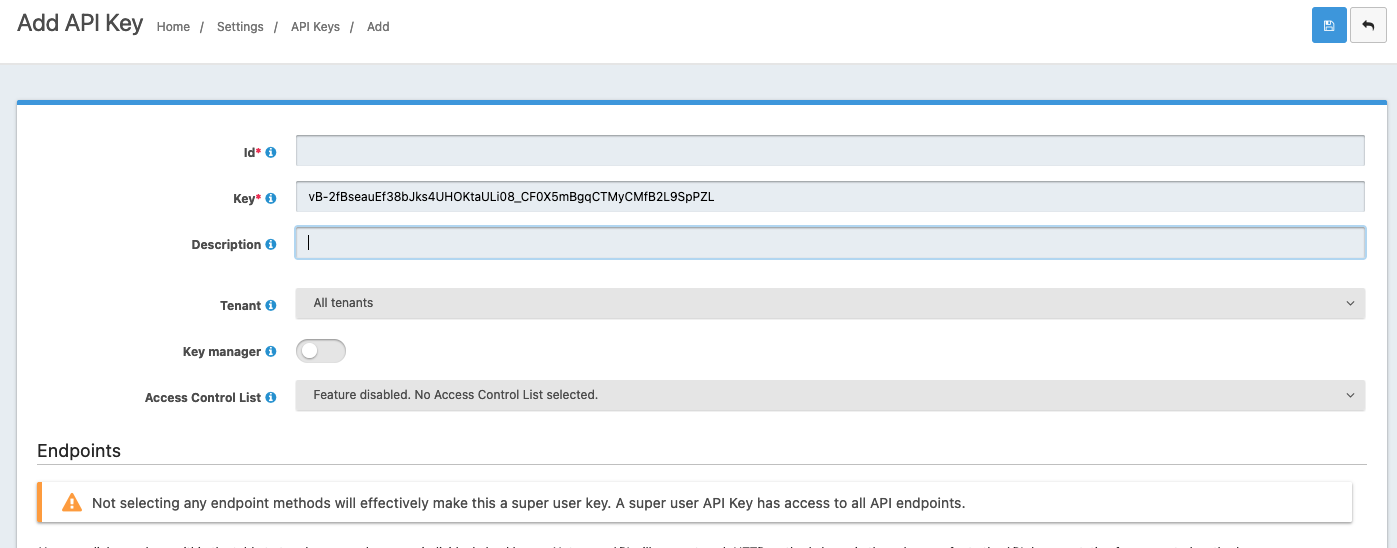 Add API Key Home / Settings / API Keys / Add
Id*
Key* vB-2fBseauEf38bJks4UHOKtaULi08_CF0X5mBgqCTMyCMfB2L9SpPZL
Description
Tenant All tenants
Key manager
Access Control List Feature disabled. No Access Control List selected.
Endpoints
Not selecting any endpoint methods will effectively make this a super user key. A super user API Key has access to all API endpoints.